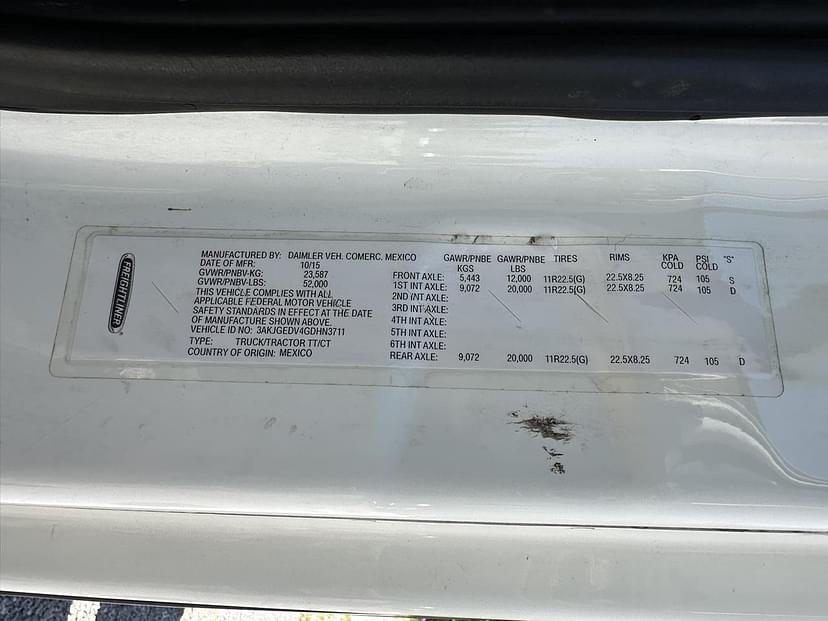 FREIGHTLINER
MANUFACTURED BY: DAIMLER VEH. COMERC. MEXICO
DATE OF MFR: 10/15
GVWR/PNBV-KG: 23,587
GVWR/PNBV-LBS: 52,000
THIS VEHICLE COMPLIES WITH ALL
APPLICABLE FEDERAL MOTOR VEHICLE
SAFETY STANDARDS IN EFFECT AT THE DATE
OF MANUFACTURE SHOWN ABOVE.
VEHICLE ID NO: 3AKJGEDV4GDHN3711
TYPE: TRUCK/TRACTOR TT/CT
COUNTRY OF ORIGIN: MEXICO
GAWR/PNBE GAWR/PNBE TIRES RIMS KPA PSI "S"
KGS LBS COLD COLD
FRONT AXLE: 5,443 12,000 11R22.5(G) 22.5X8.25 724 105 S
1ST INT AXLE: 9,072 20,000 11R22.5(G) 22.5X8.25 724 105 D
2ND INT AXLE:
3RD INT AXLE:
4TH INT AXLE:
5TH INT AXLE:
6TH INT AXLE:
REAR AXLE: 9,072 20,000 11R22.5(G) 22.5X8.25 724 105 D